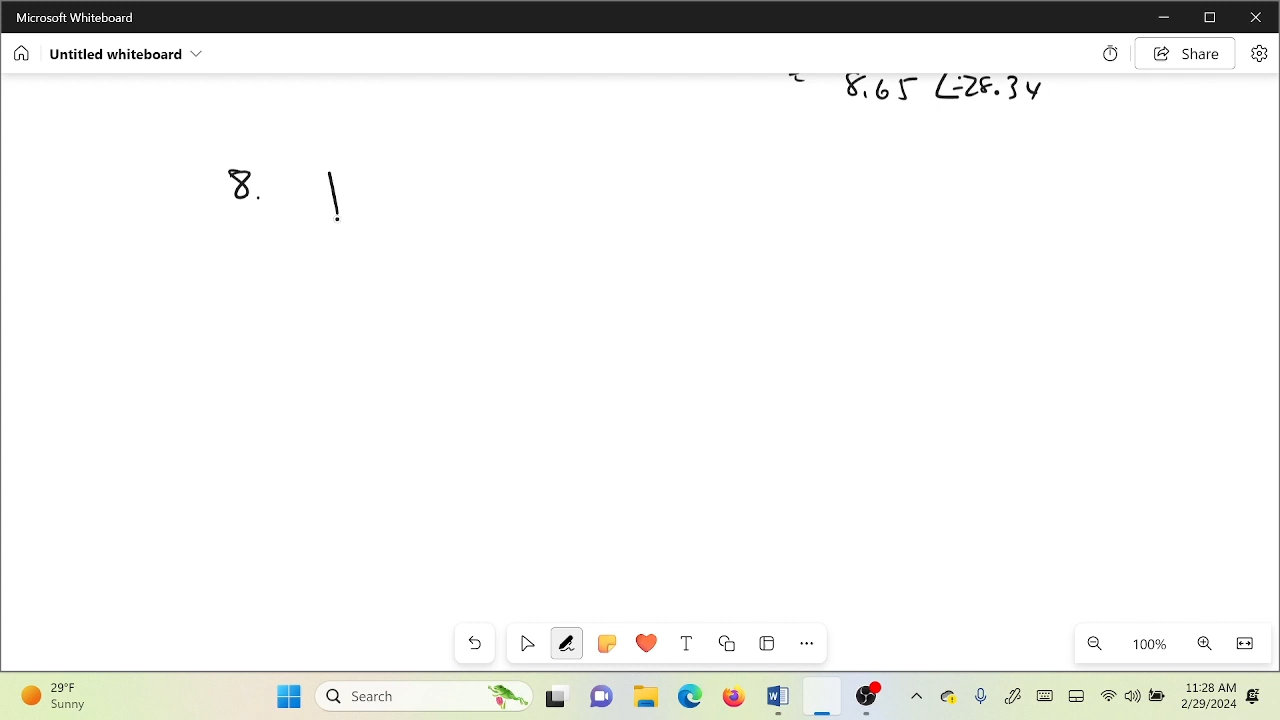 Microsoft Whiteboard
Untitled whiteboard
Share
= 8.65 ∠-28.34
8.
T
100%
29°F
Sunny
Search
11:28 AM
2/29/2024